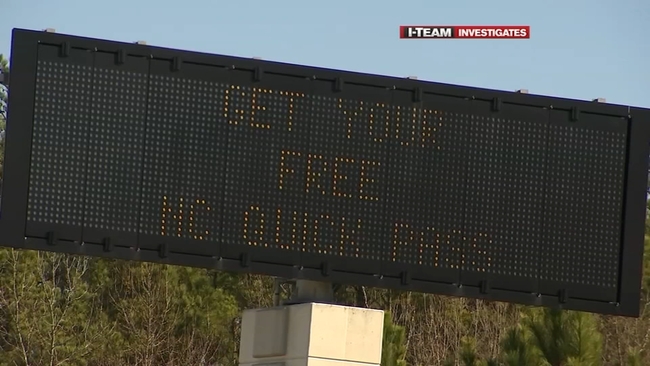 I-TEAM INVESTIGATES
GET YOUR
FREE
NC QUICK PASS